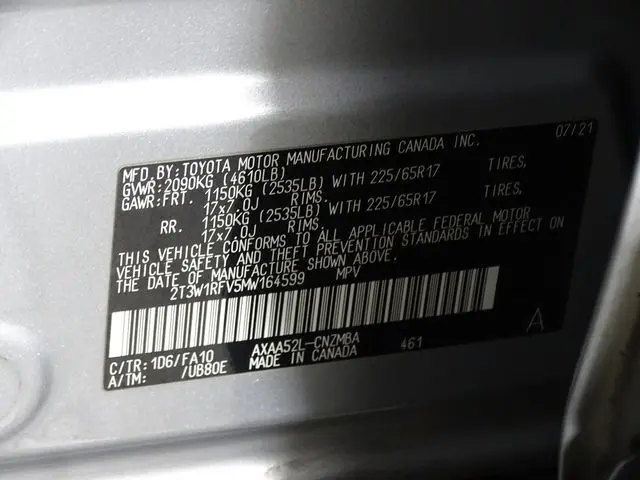 MFD. BY: TOYOTA MOTOR MANUFACTURING CANADA INC. 07/21
GVWR: 2090KG (4610LB)
GAWR: FRT. 1150KG (2535LB) WITH 225/65R17 TIRES,
17x7.0J RIMS.
RR. 1150KG (2535LB) WITH 225/65R17 TIRES,
17x7.0J RIMS.
THIS VEHICLE CONFORMS TO ALL APPLICABLE FEDERAL MOTOR
VEHICLE SAFETY AND THEFT PREVENTION STANDARDS IN EFFECT ON
THE DATE OF MANUFACTURE SHOWN ABOVE.
2T3W1RFV5MW164599 MPV
A
C/TR: 1D6/FA10 AXAA52L-CNZMBA 461
A/TM: /UB80E MADE IN CANADA